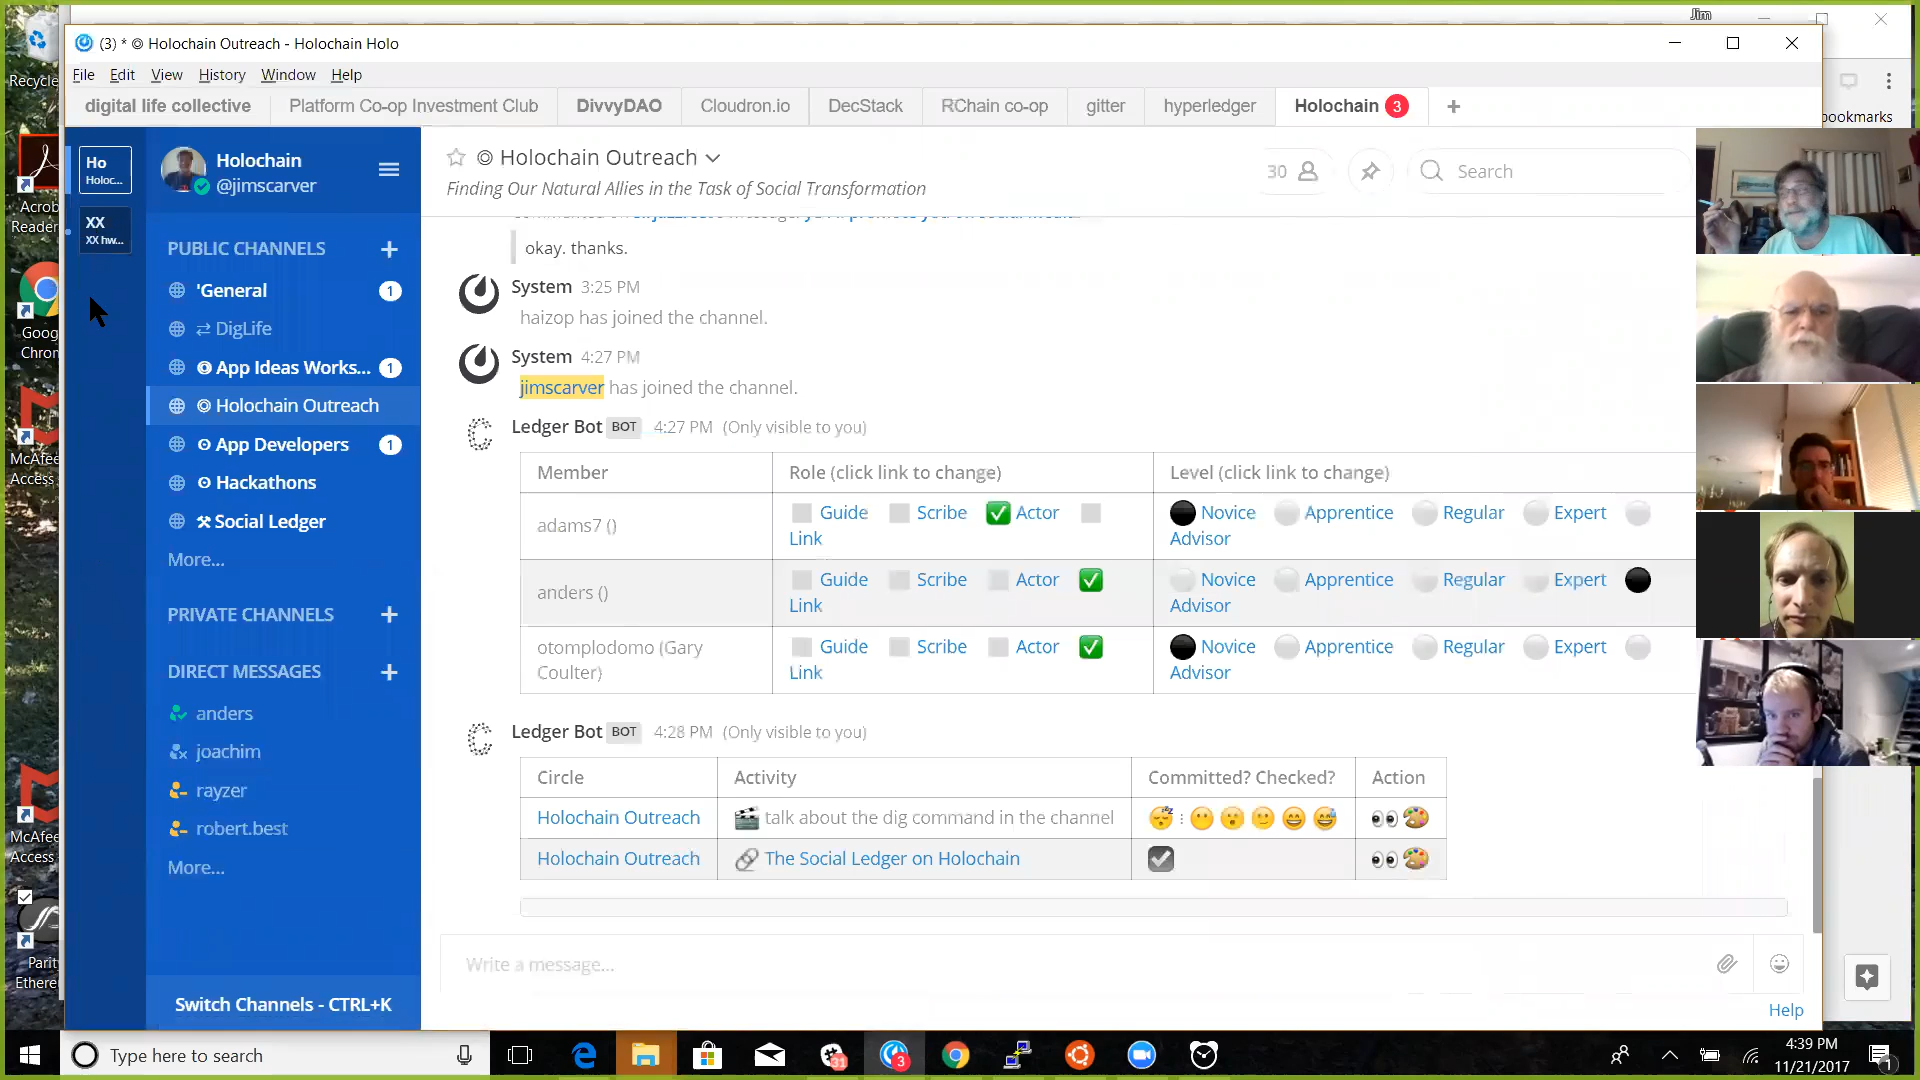 Jim
(3) * ⌾ Holochain Outreach - Holochain Holo
File Edit View History Window Help
digital life collective Platform Co-op Investment Club DivvyDAO Cloudron.io DecStack RChain co-op gitter hyperledger Holochain 3 +
bookmarks
Recycle
Acrob
Reader
Goog
Chron
McAfee
Access
McAfee
Access
Parity
Ethere
Ho
Holoc...
XX
XX hw...
Holochain
@jimscarver
PUBLIC CHANNELS +
'General 1
⇄ DigLife
App Ideas Works... 1
Holochain Outreach
App Developers 1
Hackathons
Social Ledger
More...
PRIVATE CHANNELS +
DIRECT MESSAGES +
anders
joachim
rayzer
robert.best
More...
Switch Channels - CTRL+K
⌾ Holochain Outreach
30
Search
Finding Our Natural Allies in the Task of Social Transformation
okay. thanks.
System 3:25 PM
haizop has joined the channel.
System 4:27 PM
jimscarver has joined the channel.
Ledger Bot BOT 4:27 PM (Only visible to you)
Member Role (click link to change) Level (click link to change)
adams7 () Guide Scribe ✅ Actor Link Novice Apprentice Regular Expert Advisor
anders () Guide Scribe Actor ✅ Link Novice Apprentice Regular Expert Advisor
otomplodomo (Gary Coulter) Guide Scribe Actor ✅ Link Novice Apprentice Regular Expert Advisor
Ledger Bot BOT 4:28 PM (Only visible to you)
Circle Activity Committed? Checked? Action
Holochain Outreach talk about the dig command in the channel
Holochain Outreach The Social Ledger on Holochain
Write a message...
Help
Type here to search
31
3
4:39 PM
11/21/2017
1